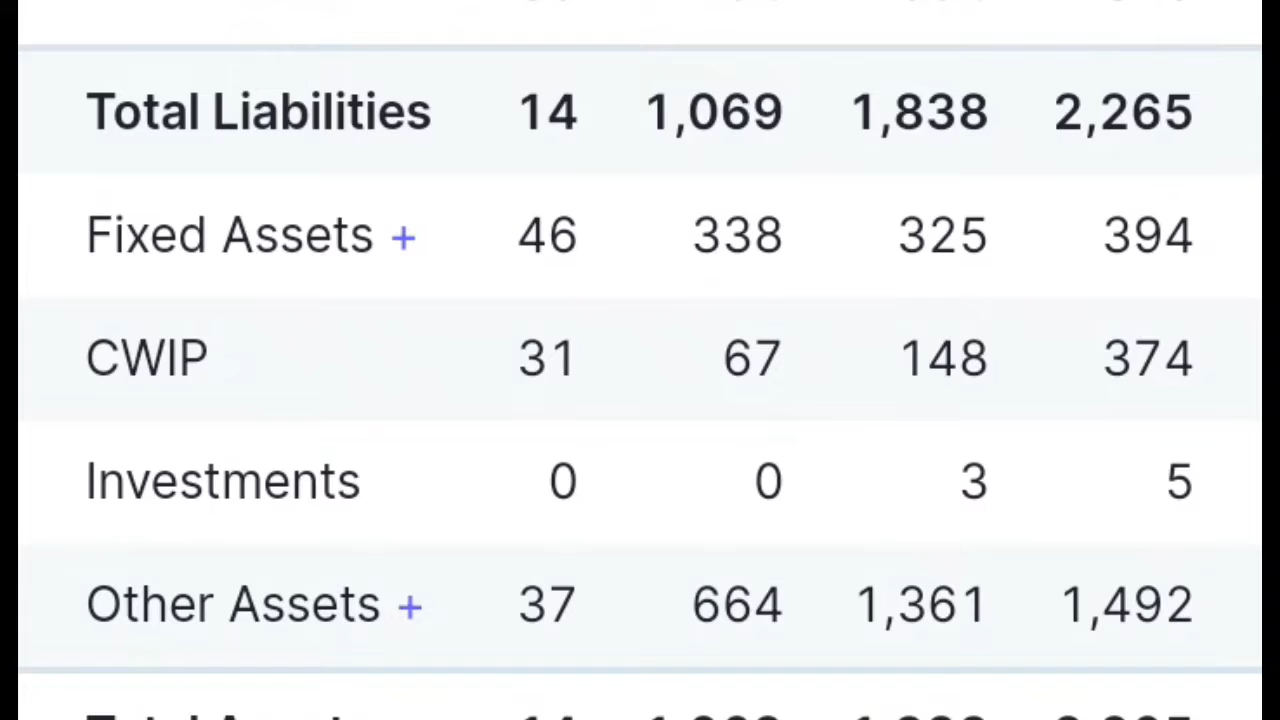 Total Liabilities 14 1,069 1,838 2,265
Fixed Assets + 46 338 325 394
CWIP 31 67 148 374
Investments 0 0 3 5
Other Assets + 37 664 1,361 1,492